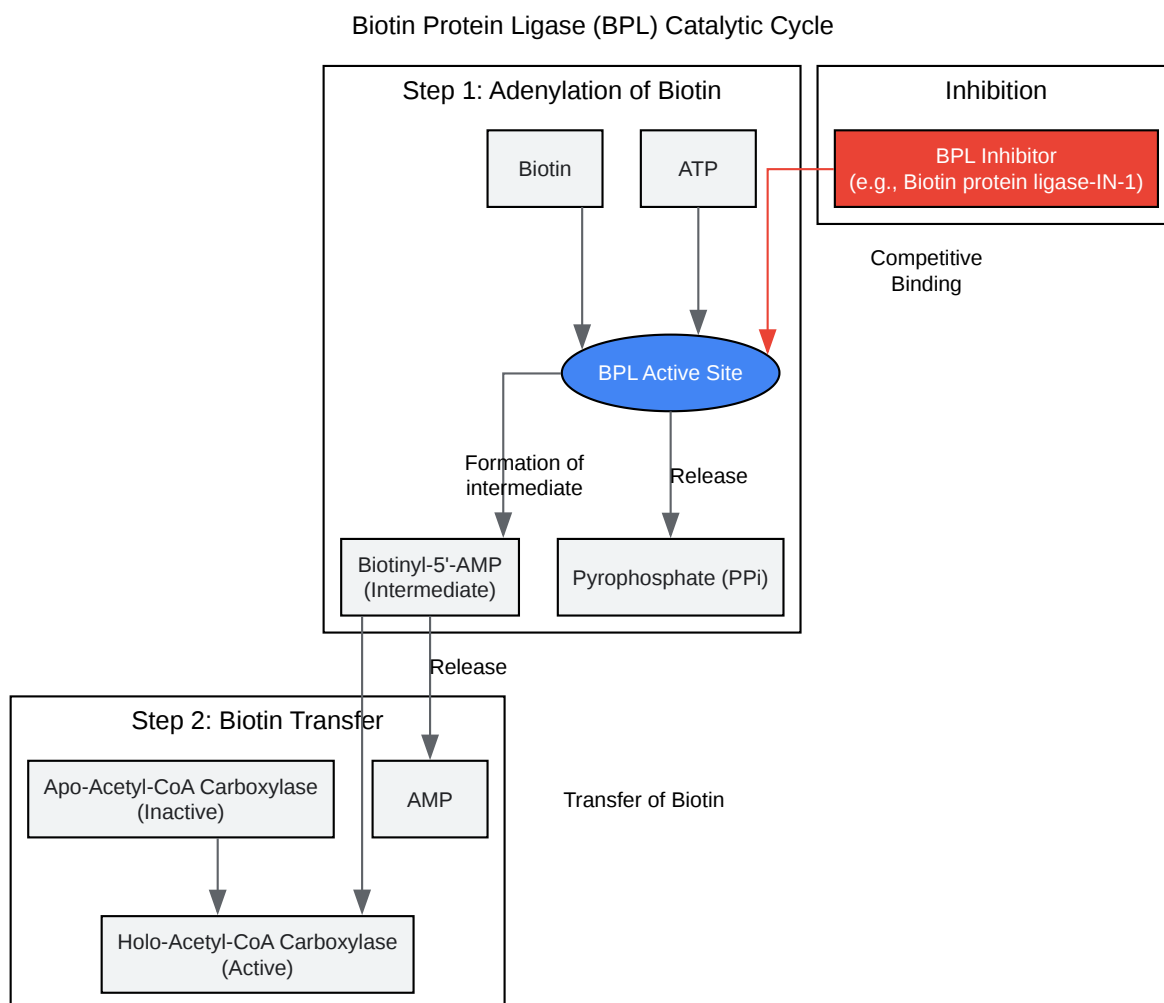 Biotin Protein Ligase (BPL) Catalytic Cycle
Step 1: Adenylation of Biotin
Inhibition
Biotin
ATP
BPL Inhibitor
(e.g., Biotin protein ligase-IN-1)
Competitive
Binding
BPL Active Site
Formation of
intermediate
Release
Biotinyl-5'-AMP
(Intermediate)
Pyrophosphate (PPi)
Release
Step 2: Biotin Transfer
Apo-Acetyl-CoA Carboxylase
(Inactive)
AMP
Transfer of Biotin
Holo-Acetyl-CoA Carboxylase
(Active)